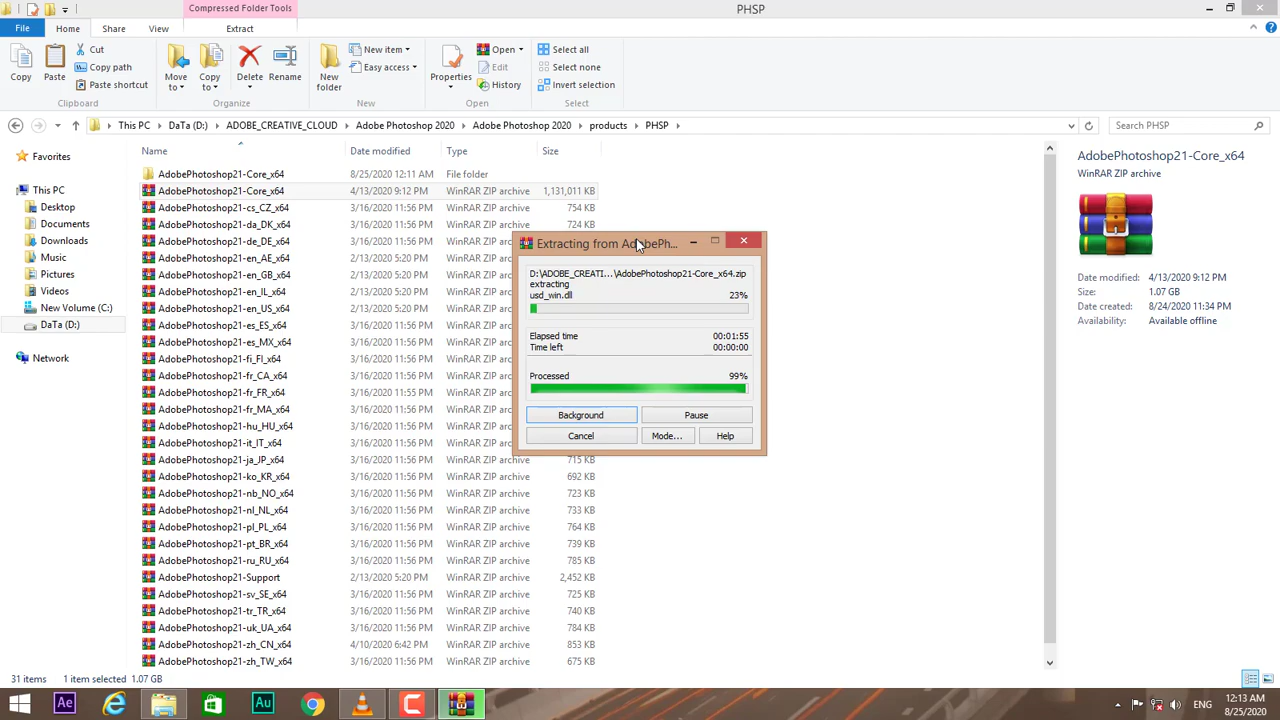 Compressed Folder Tools
PHSP
File
Home
Share
View
Extract
Copy
Paste
Cut
Copy path
Paste shortcut
Clipboard
Move to
Copy to
Delete
Rename
Organize
New folder
New item
Easy access
New
Properties
Open
Edit
History
Open
Select all
Select none
Invert selection
Select
This PC
DaTa (D:)
ADOBE_CREATIVE_CLOUD
Adobe Photoshop 2020
Adobe Photoshop 2020
products
PHSP
Search PHSP
Favorites
This PC
Desktop
Documents
Downloads
Music
Pictures
Videos
New Volume (C:)
DaTa (D:)
Network
Name Date modified Type Size
AdobePhotoshop21-Core_x64 8/25/2020 12:11 AM File folder
AdobePhotoshop21-Core_x64 4/13/2020 9:12 PM WinRAR ZIP archive 1,131,011 KB
AdobePhotoshop21-cs_CZ_x64 3/16/2020 11:56 PM WinRAR ZIP archive 754 KB
AdobePhotoshop21-da_DK_x64 3/16/2020 11:56 PM WinRAR ZIP archive 724 KB
AdobePhotoshop21-de_DE_x64 3/16/2020 11:56 PM
AdobePhotoshop21-en_AE_x64 2/13/2020 5:20 PM
AdobePhotoshop21-en_GB_x64 2/13/2020 5:20 PM
AdobePhotoshop21-en_IL_x64 2/13/2020 5:20 PM
AdobePhotoshop21-en_US_x64 2/13/2020 5:20 PM
AdobePhotoshop21-es_ES_x64 3/16/2020 11:56 PM
AdobePhotoshop21-es_MX_x64 3/16/2020 11:56 PM
AdobePhotoshop21-fi_FI_x64 3/16/2020 11:56 PM
AdobePhotoshop21-fr_CA_x64 3/16/2020 11:56 PM
AdobePhotoshop21-fr_FR_x64 3/16/2020 11:55 PM
AdobePhotoshop21-fr_MA_x64 3/16/2020 11:56 PM
AdobePhotoshop21-hu_HU_x64 3/16/2020 11:56 PM
AdobePhotoshop21-it_IT_x64 3/16/2020 11:56 PM
AdobePhotoshop21-ja_JP_x64 3/16/2020 11:56 PM WinRAR ZIP archive 715 KB
AdobePhotoshop21-ko_KR_x64 3/16/2020 11:56 PM WinRAR ZIP archive 692 KB
AdobePhotoshop21-nb_NO_x64 3/16/2020 11:56 PM WinRAR ZIP archive 723 KB
AdobePhotoshop21-nl_NL_x64 3/16/2020 11:56 PM WinRAR ZIP archive 733 KB
AdobePhotoshop21-pl_PL_x64 3/16/2020 11:56 PM WinRAR ZIP archive 764 KB
AdobePhotoshop21-pt_BR_x64 3/16/2020 11:56 PM WinRAR ZIP archive 739 KB
AdobePhotoshop21-ru_RU_x64 3/16/2020 11:56 PM WinRAR ZIP archive 785 KB
AdobePhotoshop21-Support 2/13/2020 5:20 PM WinRAR ZIP archive 2,452 KB
AdobePhotoshop21-sv_SE_x64 3/16/2020 11:56 PM WinRAR ZIP archive 725 KB
AdobePhotoshop21-tr_TR_x64 3/16/2020 11:56 PM WinRAR ZIP archive 740 KB
AdobePhotoshop21-uk_UA_x64 3/16/2020 11:56 PM WinRAR ZIP archive 784 KB
AdobePhotoshop21-zh_CN_x64 4/10/2020 6:42 PM WinRAR ZIP archive 853 KB
AdobePhotoshop21-zh_TW_x64 3/16/2020 11:56 PM WinRAR ZIP archive 675 KB
Extracting from AdobePh...
D:\ADOBE_CREATI...\AdobePhotoshop21-Core_x64.zip
extracting
usd_win.dll 23%
Elapsed time 00:01:55
Time left 00:00:00
Processed 99%
Background
Pause
Cancel
Mode...
Help
AdobePhotoshop21-Core_x64
WinRAR ZIP archive
Date modified: 4/13/2020 9:12 PM
Size: 1.07 GB
Date created: 8/24/2020 11:34 PM
Availability: Available offline
31 items 1 item selected 1.07 GB
Ae
Au
ENG
12:13 AM
8/25/2020